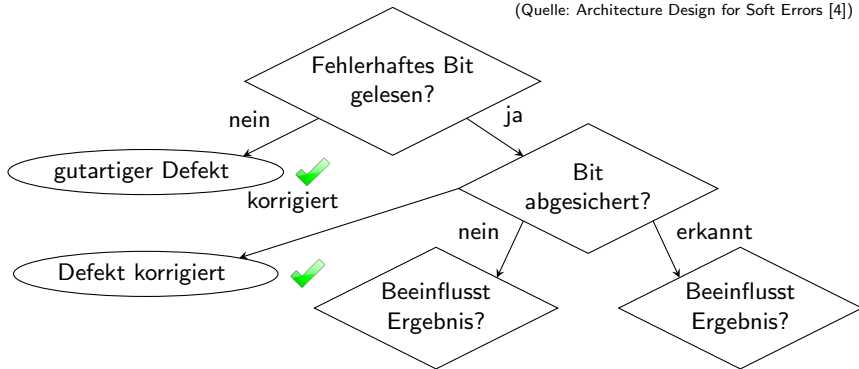 (Quelle: Architecture Design for Soft Errors [4])
Fehlerhaftes Bit
gelesen?
nein
ja
gutartiger Defekt
Bit
abgesichert?
korrigiert
nein
erkannt
Defekt korrigiert
Beeinflusst
Ergebnis?
Beeinflusst
Ergebnis?